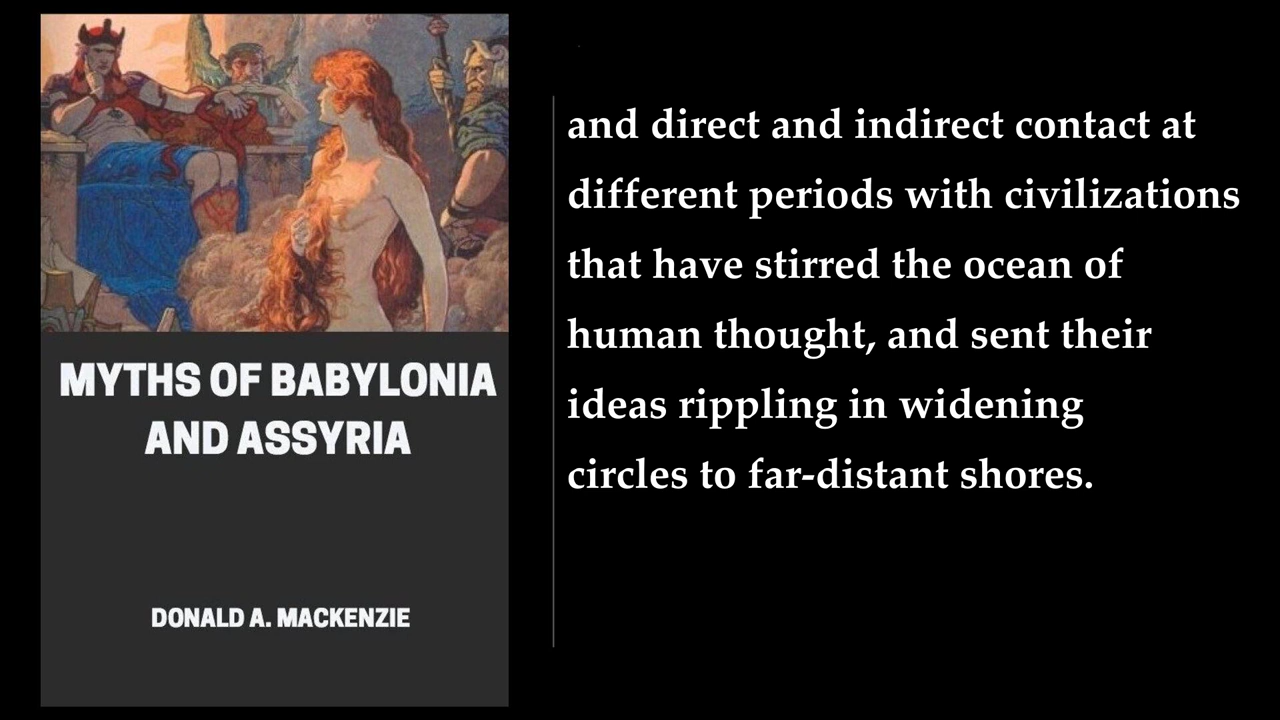 MYTHS OF BABYLONIA
AND ASSYRIA
DONALD A. MACKENZIE
and direct and indirect contact at
different periods with civilizations
that have stirred the ocean of
human thought, and sent their
ideas rippling in widening
circles to far-distant shores.